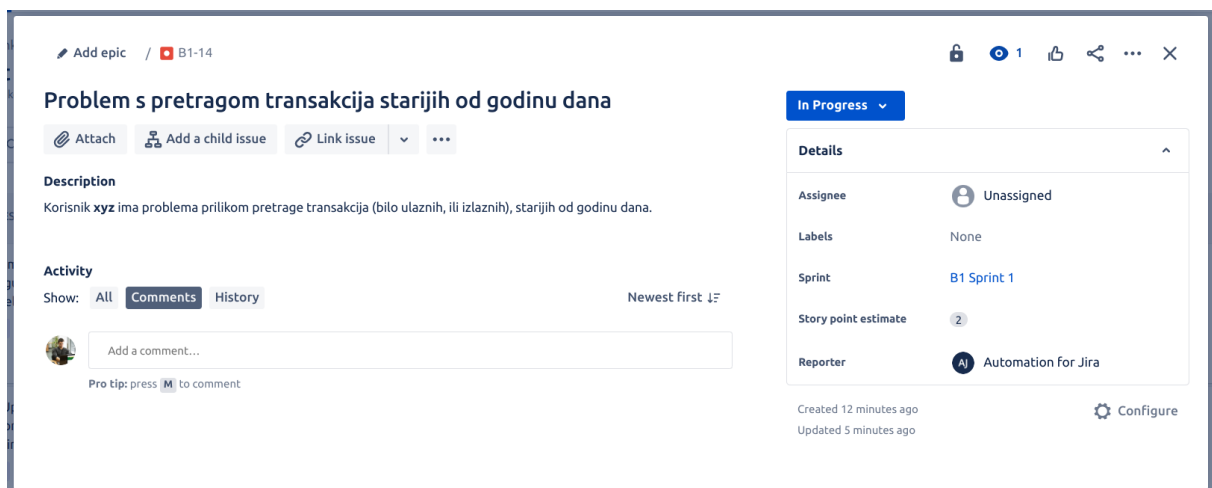 Add epic / B1-14
1
Problem s pretragom transakcija starijih od godinu dana
Attach Add a child issue Link issue
Description
Korisnik xyz ima problema prilikom pretrage transakcija (bilo ulaznih, ili izlaznih), starijih od godinu dana.
Activity
Show: All Comments History Newest first
Add a comment...
Pro tip: press M to comment
In Progress
Details
Assignee Unassigned
Labels None
Sprint B1 Sprint 1
Story point estimate 2
Reporter AJ Automation for Jira
Created 12 minutes ago
Updated 5 minutes ago
Configure